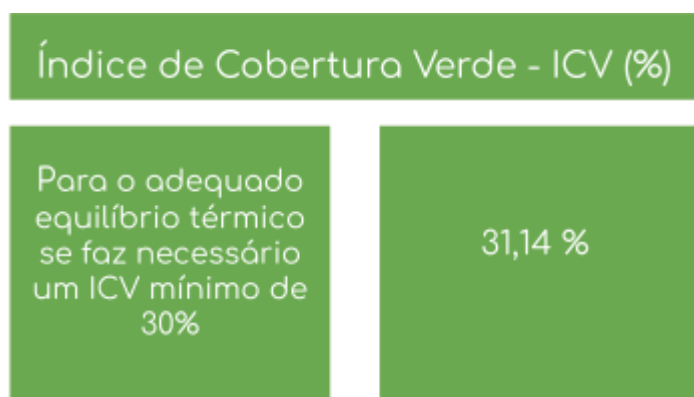 Índice de Cobertura Verde - ICV (%)
Para o adequado
equilíbrio térmico
se faz necessário
um ICV mínimo de
30%
31,14 %